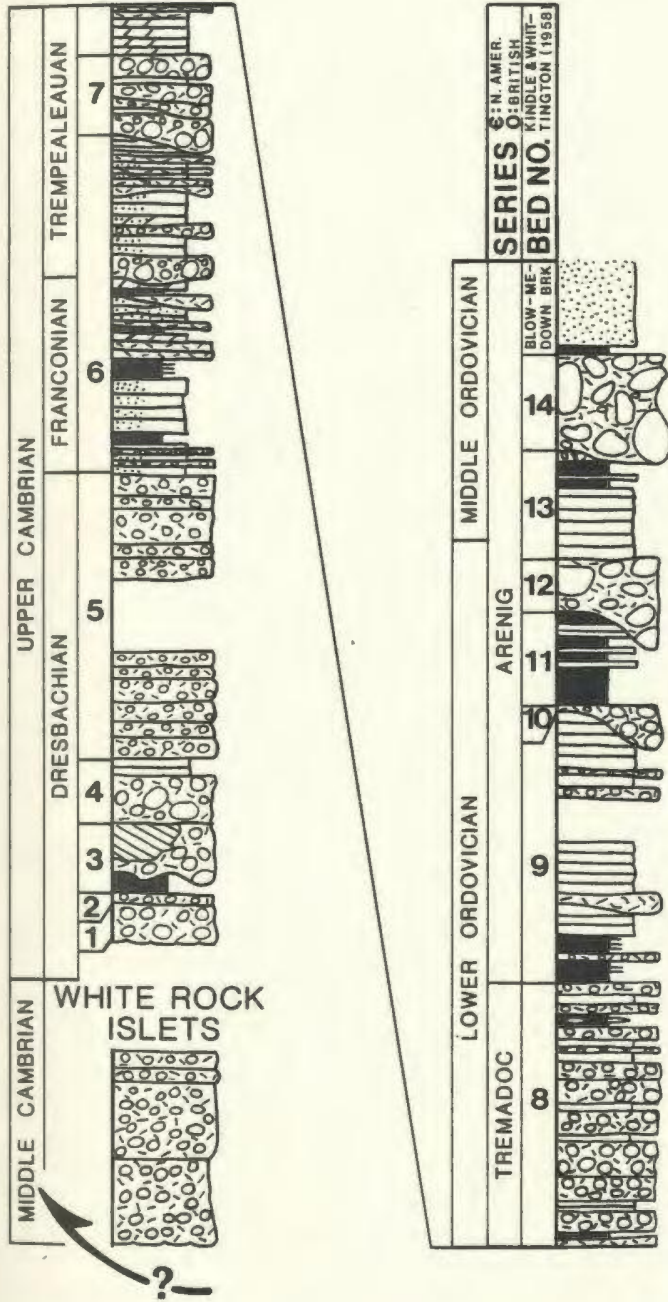 UPPER CAMBRIAN
MIDDLE CAMBRIAN
TREMPEALEAUAN
FRANCONIAN
DRESBACHIAN
7
6
5
4
3
2
1
WHITE ROCK
ISLETS
?
SERIES
Є: N. AMER.
O: BRITISH
BED NO.
KINDLE & WHIT-
TINGTON (1958)
MIDDLE ORDOVICIAN
LOWER ORDOVICIAN
ARENIG
TREMADOC
BLOW-ME-
DOWN BRK
14
13
12
11
10
9
8